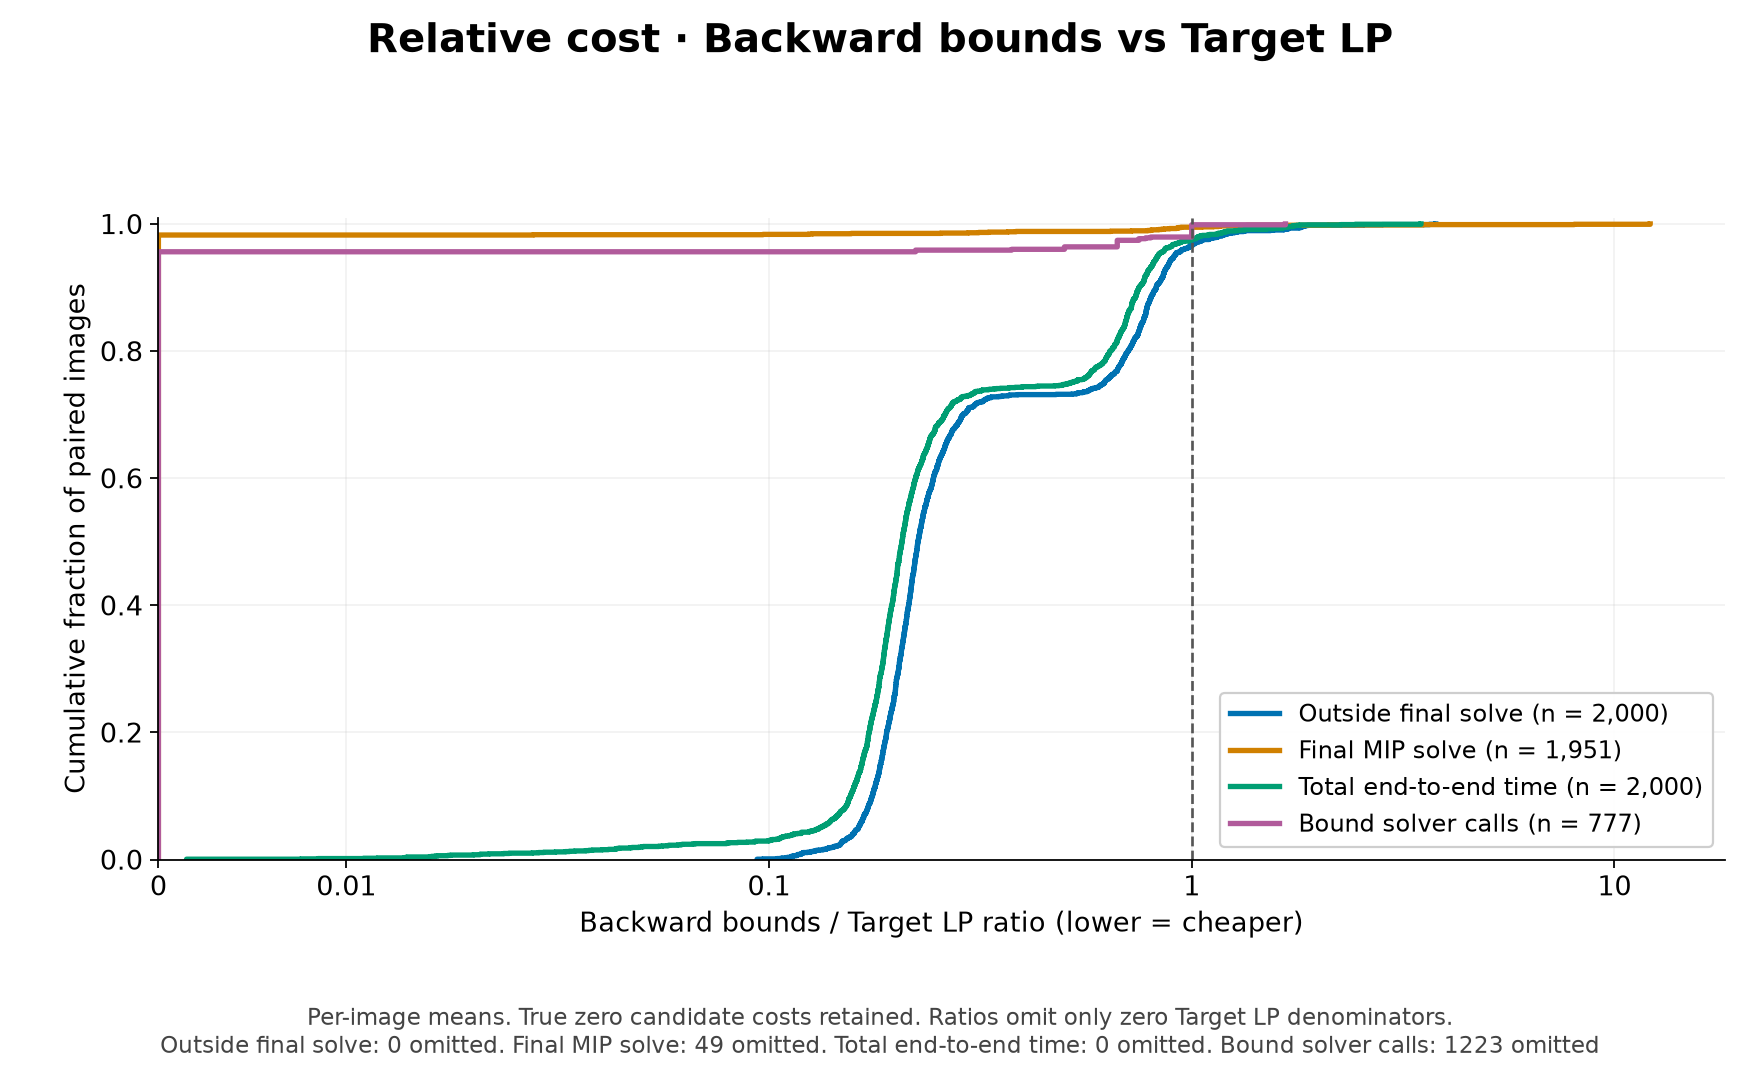 Relative cost · Backward bounds vs Target LP
1.0
0.8
0.6
0.4
0.2
0.0
Cumulative fraction of paired images
0
0.01
0.1
1
10
Backward bounds / Target LP ratio (lower = cheaper)
Outside final solve (n = 2,000)
Final MIP solve (n = 1,951)
Total end-to-end time (n = 2,000)
Bound solver calls (n = 777)
Per-image means. True zero candidate costs retained. Ratios omit only zero Target LP denominators.
Outside final solve: 0 omitted. Final MIP solve: 49 omitted. Total end-to-end time: 0 omitted. Bound solver calls: 1223 omitted